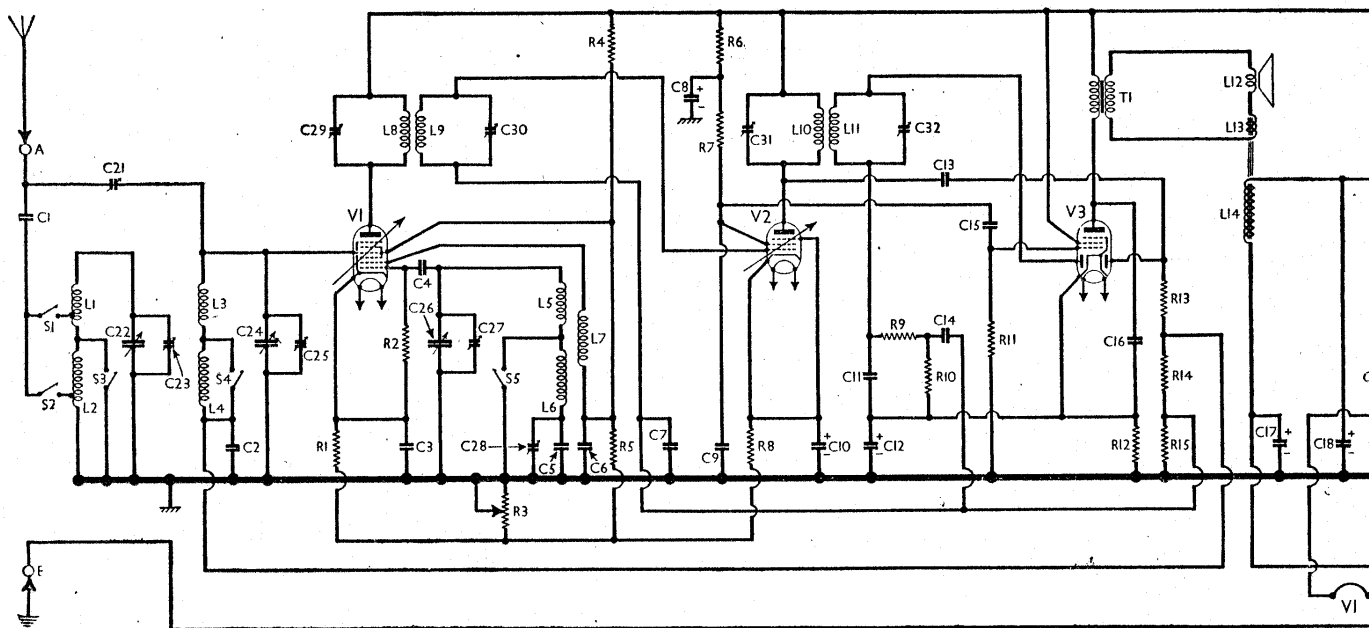 R4 R6
C8 + - T1 L12
C29 L8 L9 C30 C31 L10 L11 C32 L13
A R7
C21 C13
C1 V1 V2 V3 L14
C15
C4
L1 L3 L5 R13
S1 C22 C24 C26 C27 L7 R9 C14 R11 C16
C23 C25 R2 S5
S3 S4 R10 R14
S2 L2 L4 L6 C11
R1 C3 C28 C5 C6 R5 C7 C9 R8 + C10 - + C12 - R12 R15 C17 + - C18 + -
C2
R3
E
V1